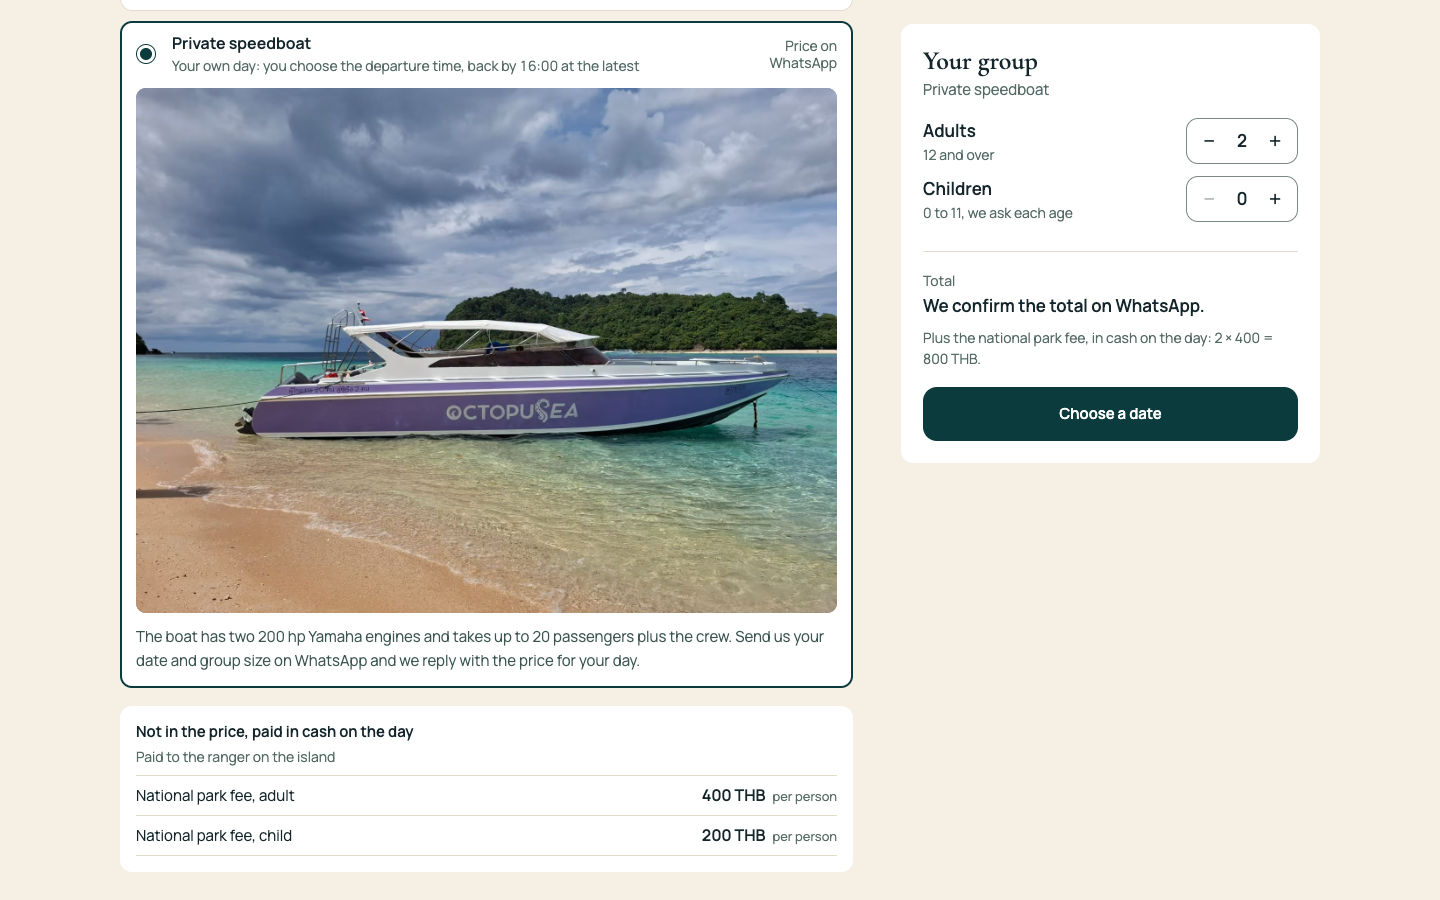 Private speedboat
Your own day: you choose the departure time, back by 16:00 at the latest
Price on
WhatsApp
OCTOPUSEA
The boat has two 200 hp Yamaha engines and takes up to 20 passengers plus the crew. Send us your
date and group size on WhatsApp and we reply with the price for your day.
Not in the price, paid in cash on the day
Paid to the ranger on the island
National park fee, adult
400 THB per person
National park fee, child
200 THB per person
Your group
Private speedboat
Adults
12 and over
− 2 +
Children
0 to 11, we ask each age
− 0 +
Total
We confirm the total on WhatsApp.
Plus the national park fee, in cash on the day: 2 × 400 =
800 THB.
Choose a date